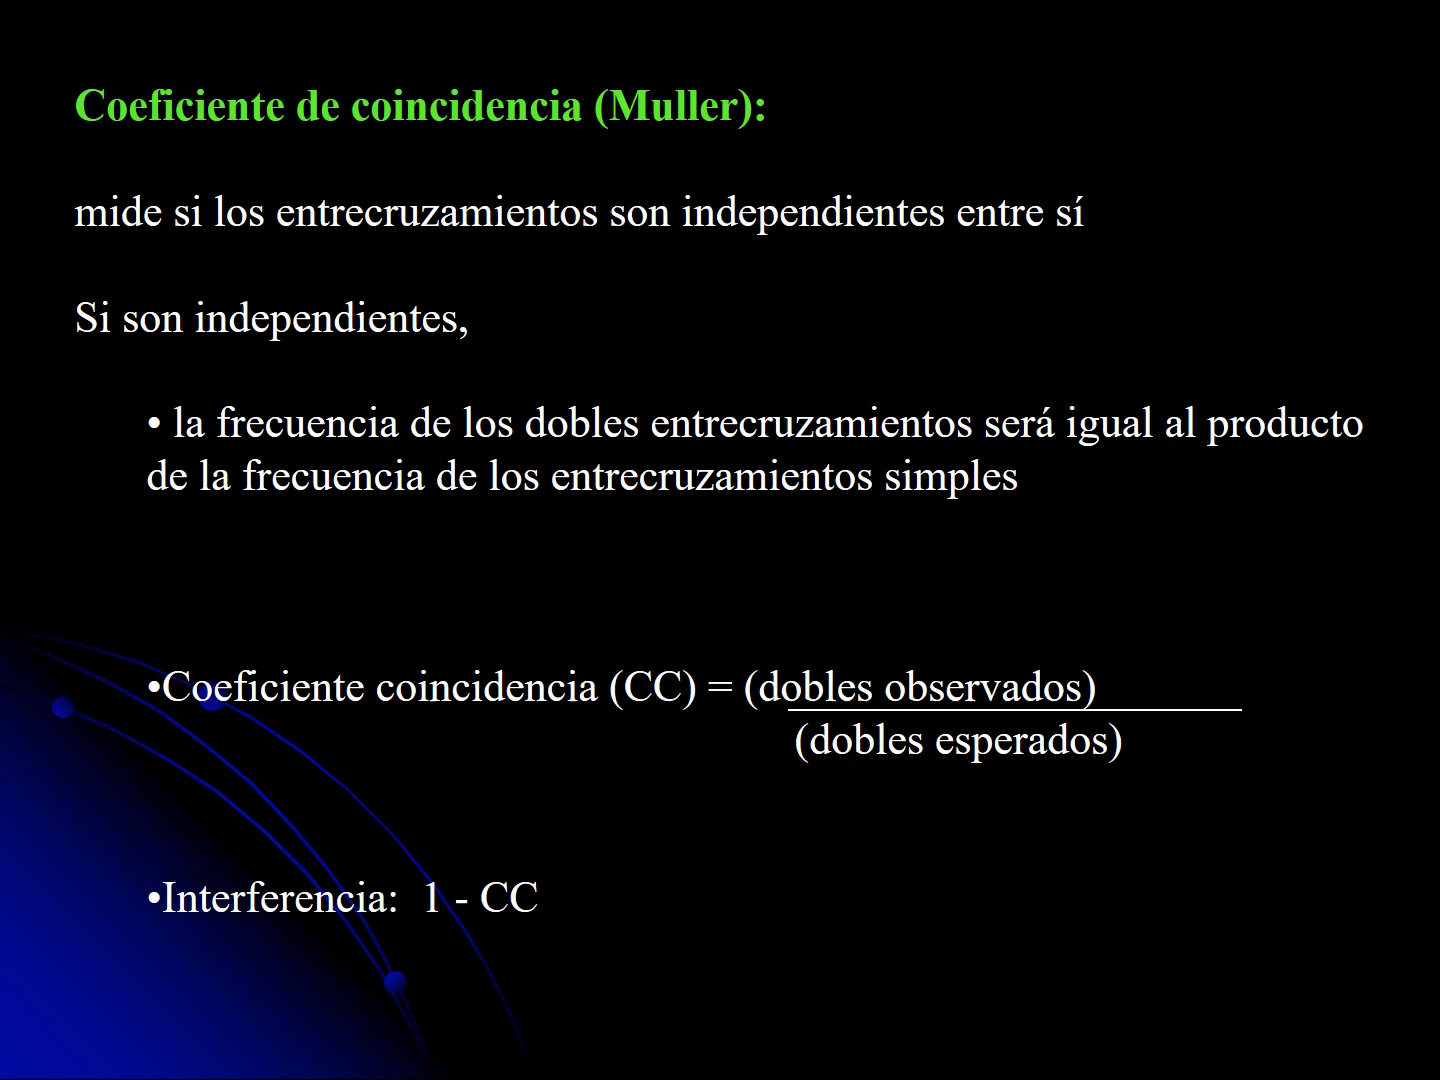 Coeficiente de coincidencia (Muller):
mide si los entrecruzamientos son independientes entre sí
Si son independientes,
• la frecuencia de los dobles entrecruzamientos será igual al producto
de la frecuencia de los entrecruzamientos simples
•Coeficiente coincidencia (CC) = (dobles observados)
(dobles esperados)
•Interferencia: 1 - CC